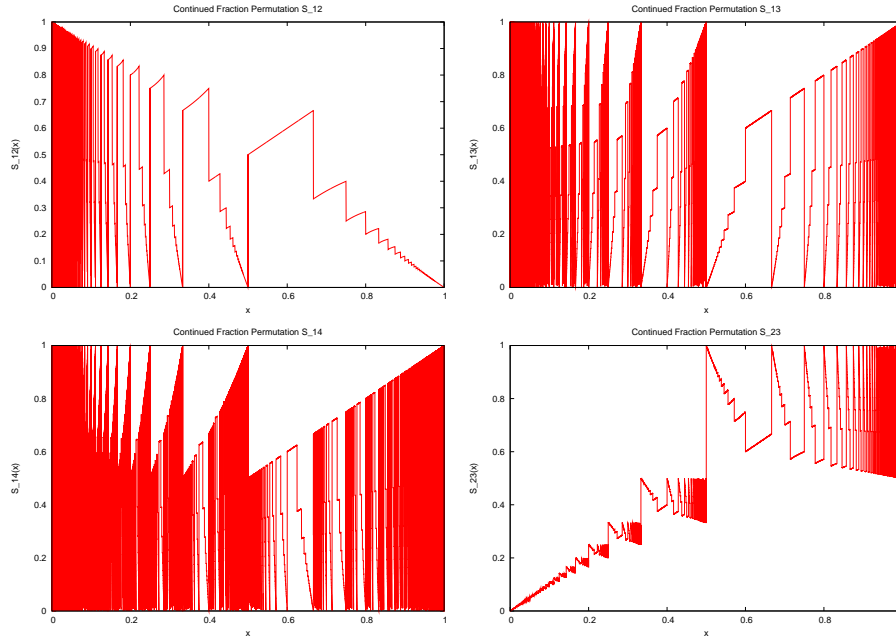 Continued Fraction Permutation S_12
1
0.9
0.8
0.7
0.6
0.5
0.4
0.3
0.2
0.1
0
S_12(x)
0 0.2 0.4 0.6 0.8 1
x
Continued Fraction Permutation S_13
1
0.8
0.6
0.4
0.2
0
S_13(x)
0 0.2 0.4 0.6 0.8
x
Continued Fraction Permutation S_14
1
0.8
0.6
0.4
0.2
0
S_14(x)
0 0.2 0.4 0.6 0.8 1
x
Continued Fraction Permutation S_23
1
0.8
0.6
0.4
0.2
0
S_23(x)
0 0.2 0.4 0.6 0.8
x